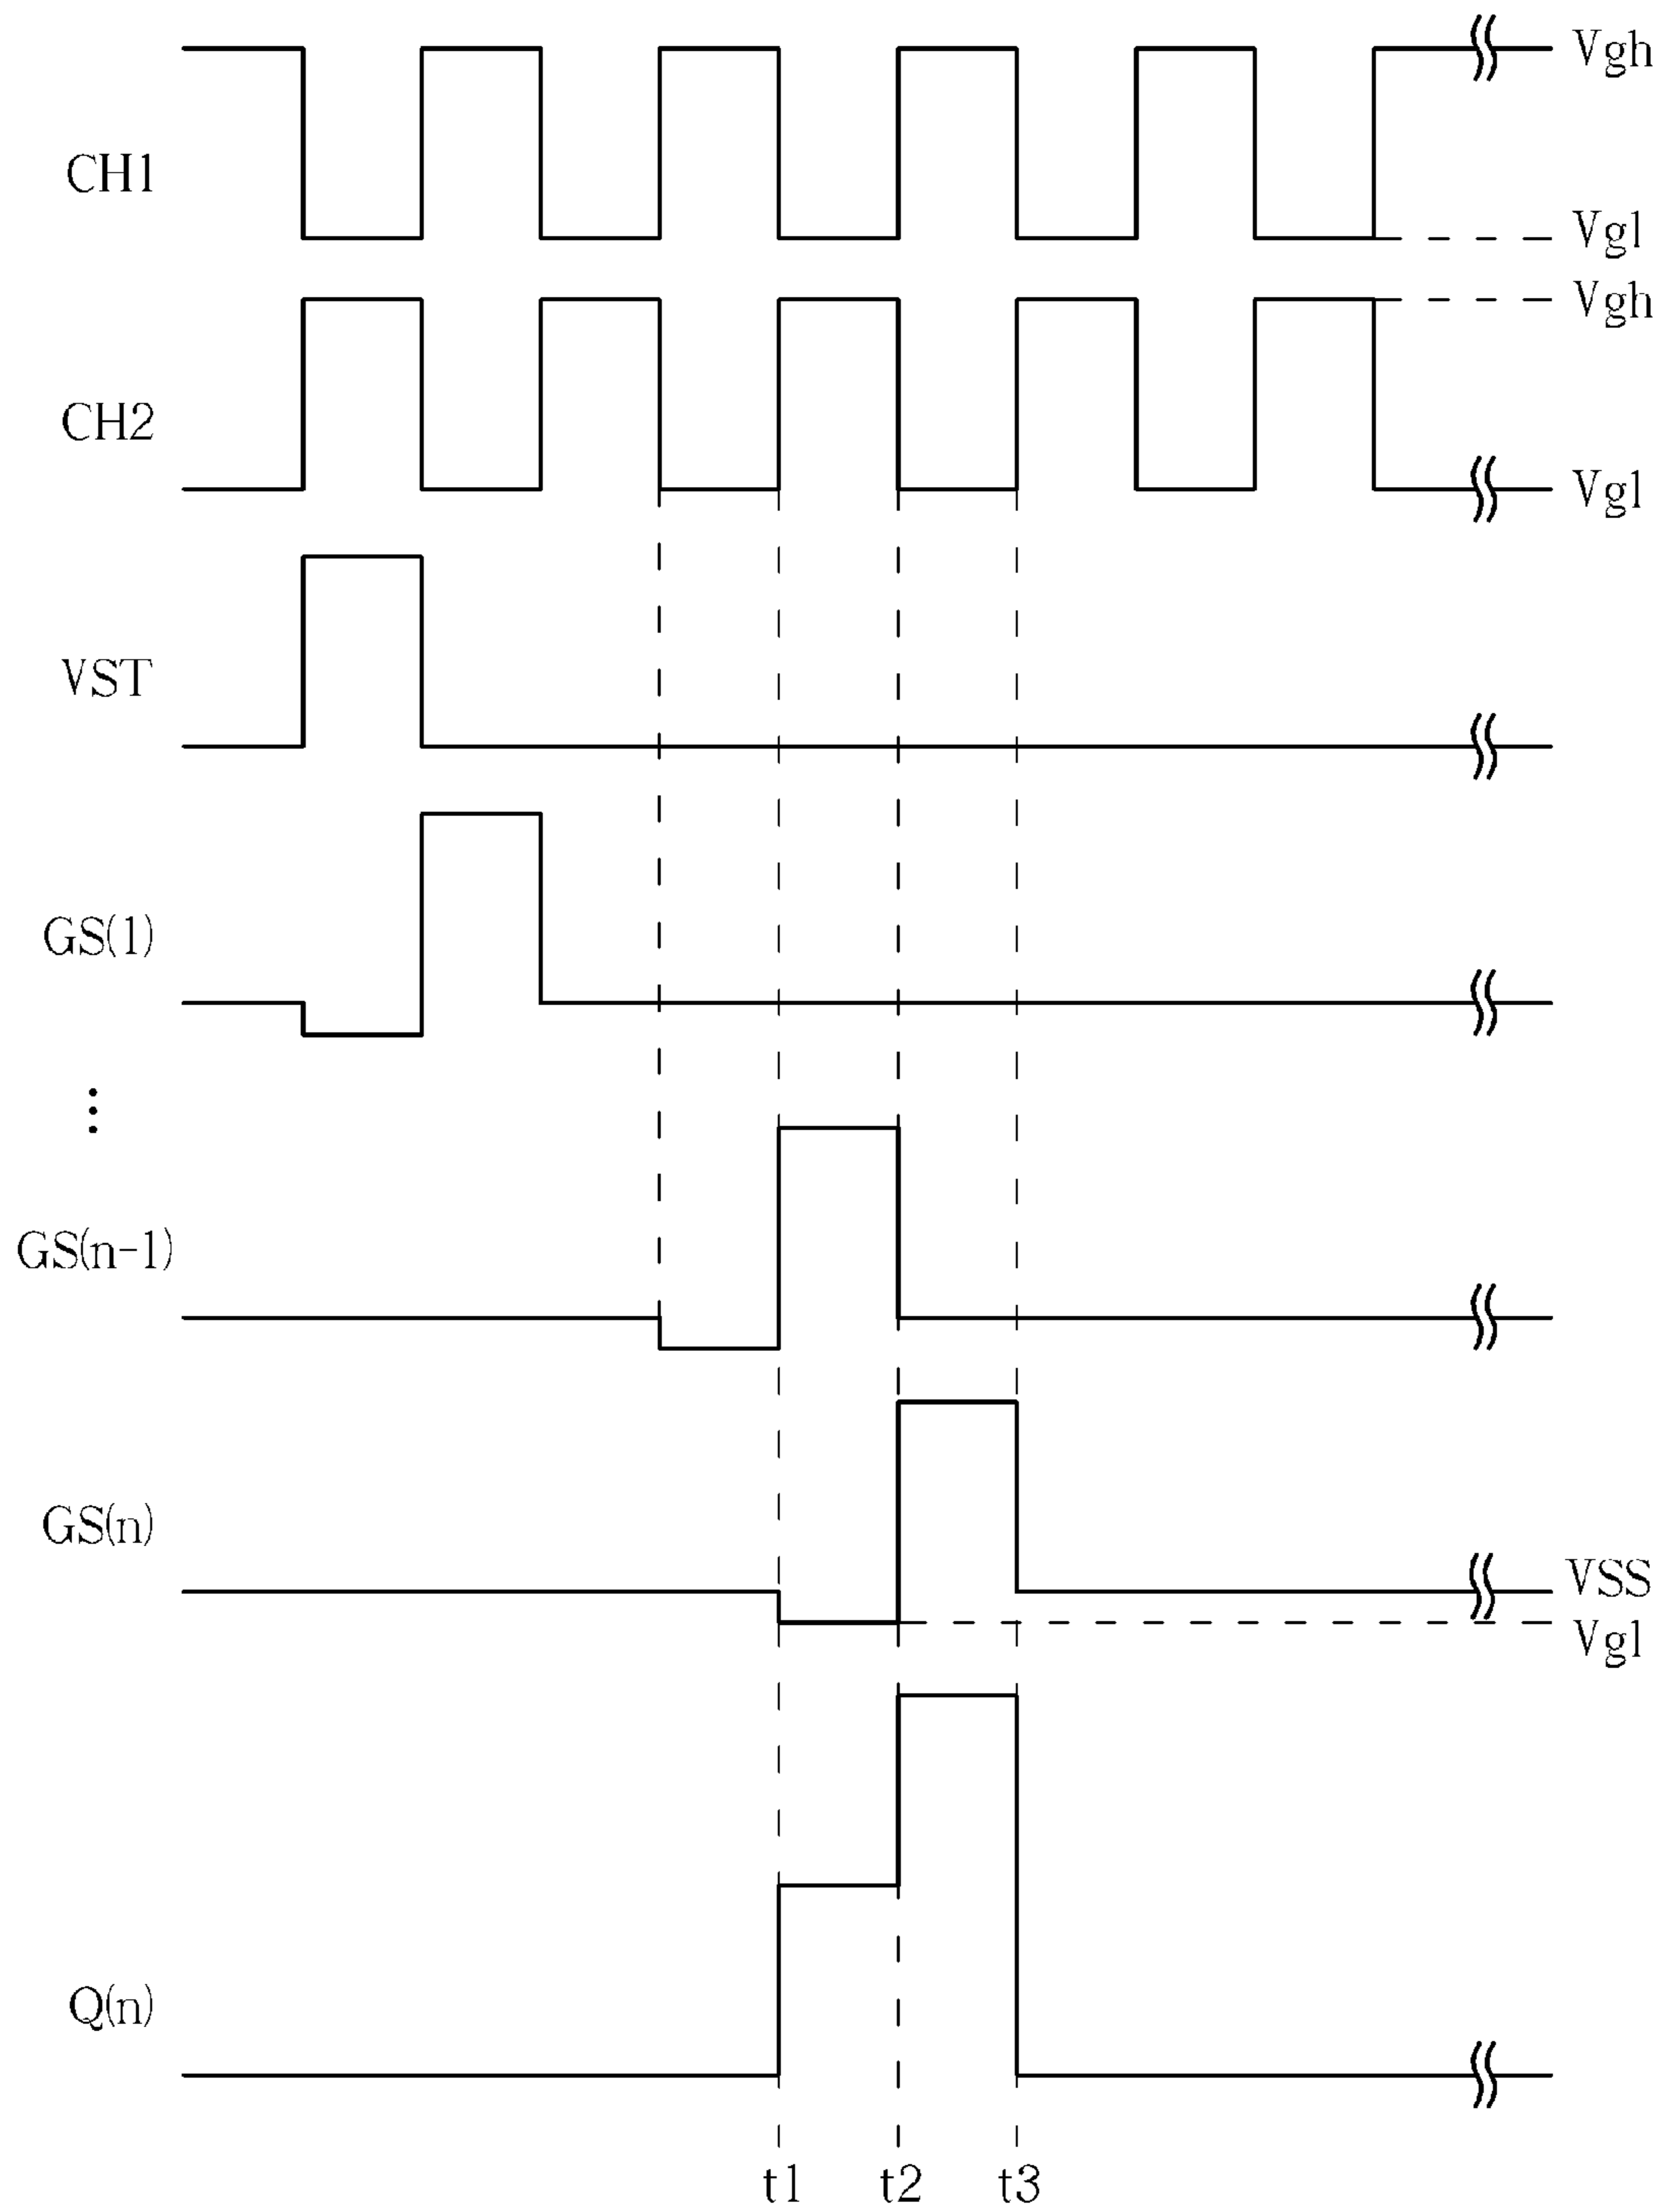 Vgh
CH1
Vgl
Vgh
CH2
Vgl
VST
GS(1)
⋮
GS(n-1)
GS(n)
VSS
Vgl
Q(n)
t1 t2 t3